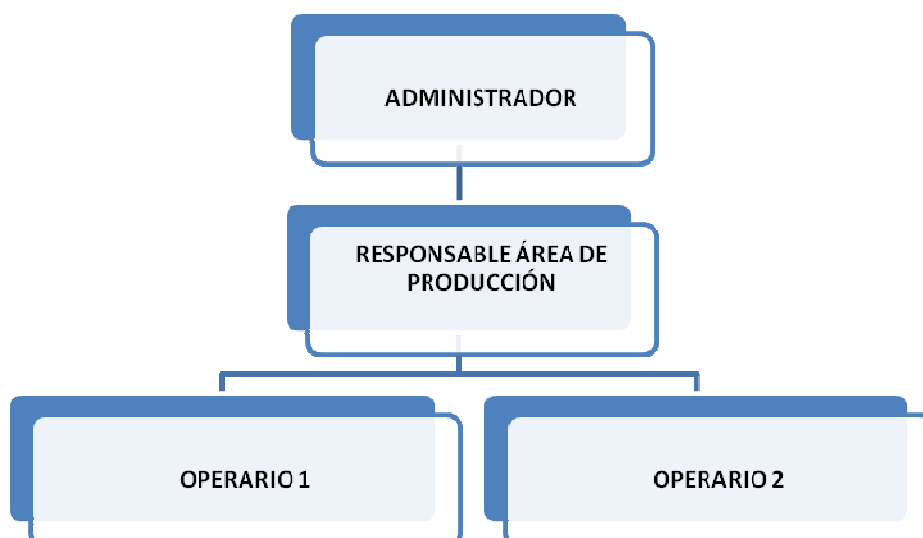 ADMINISTRADOR
RESPONSABLE ÁREA DE
PRODUCCIÓN
OPERARIO 1
OPERARIO 2